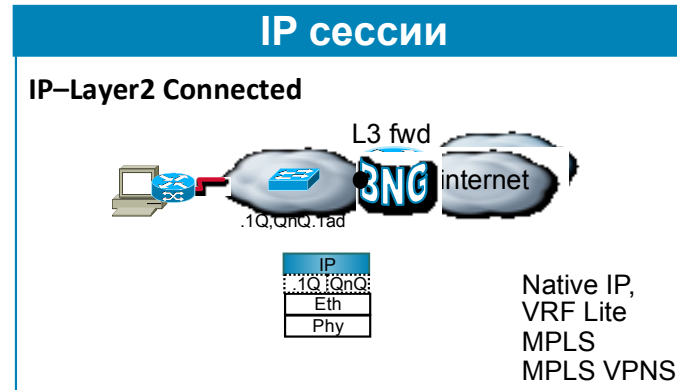 IP сессии
IP–Layer2 Connected
L3 fwd
BNG
internet
.1Q,QnQ.1ad
IP
.1Q QnQ
Eth
Phy
Native IP,
VRF Lite
MPLS
MPLS VPNS